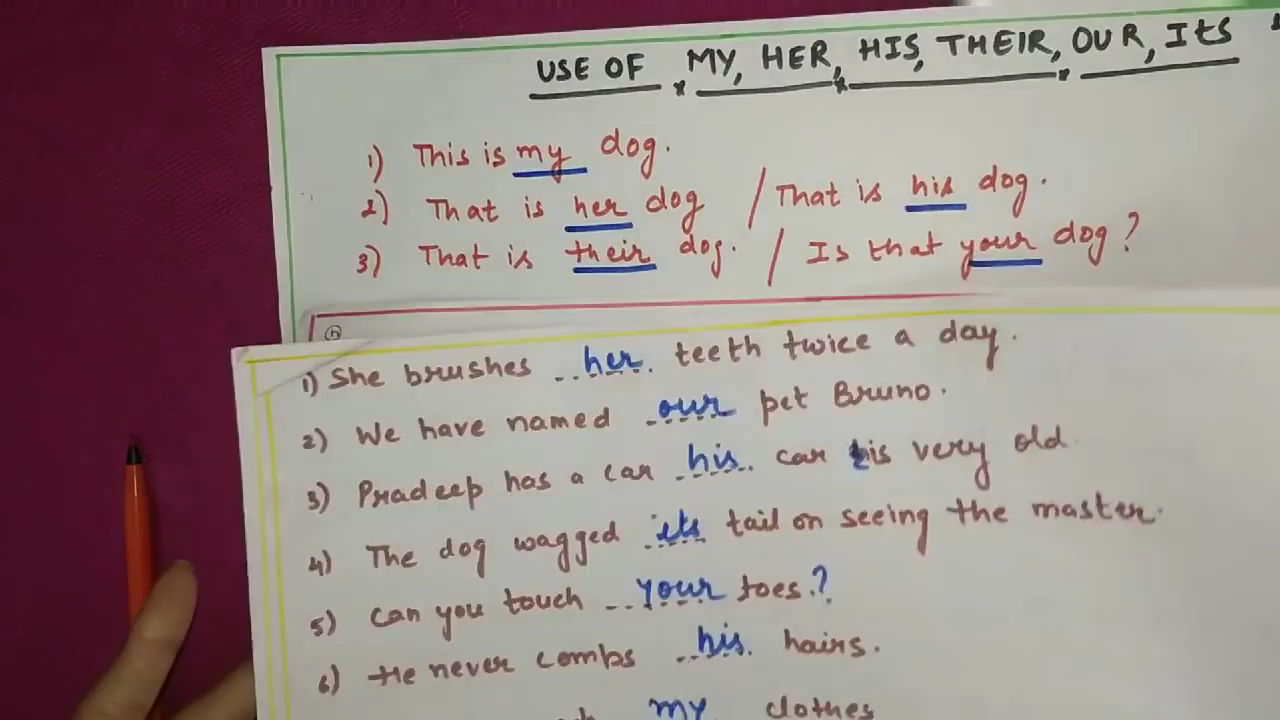 USE OF MY, HER, HIS, THEIR, OUR, ItS
1) This is my dog.
2) That is her dog / That is his dog.
3) That is their dog. / Is that your dog?
n
1) She brushes her teeth twice a day.
2) We have named our pet Bruno.
3) Pradeep has a car his car is very old.
4) The dog wagged its tail on seeing the master.
5) Can you touch your toes.?
6) He never combs his hairs.
my clothes